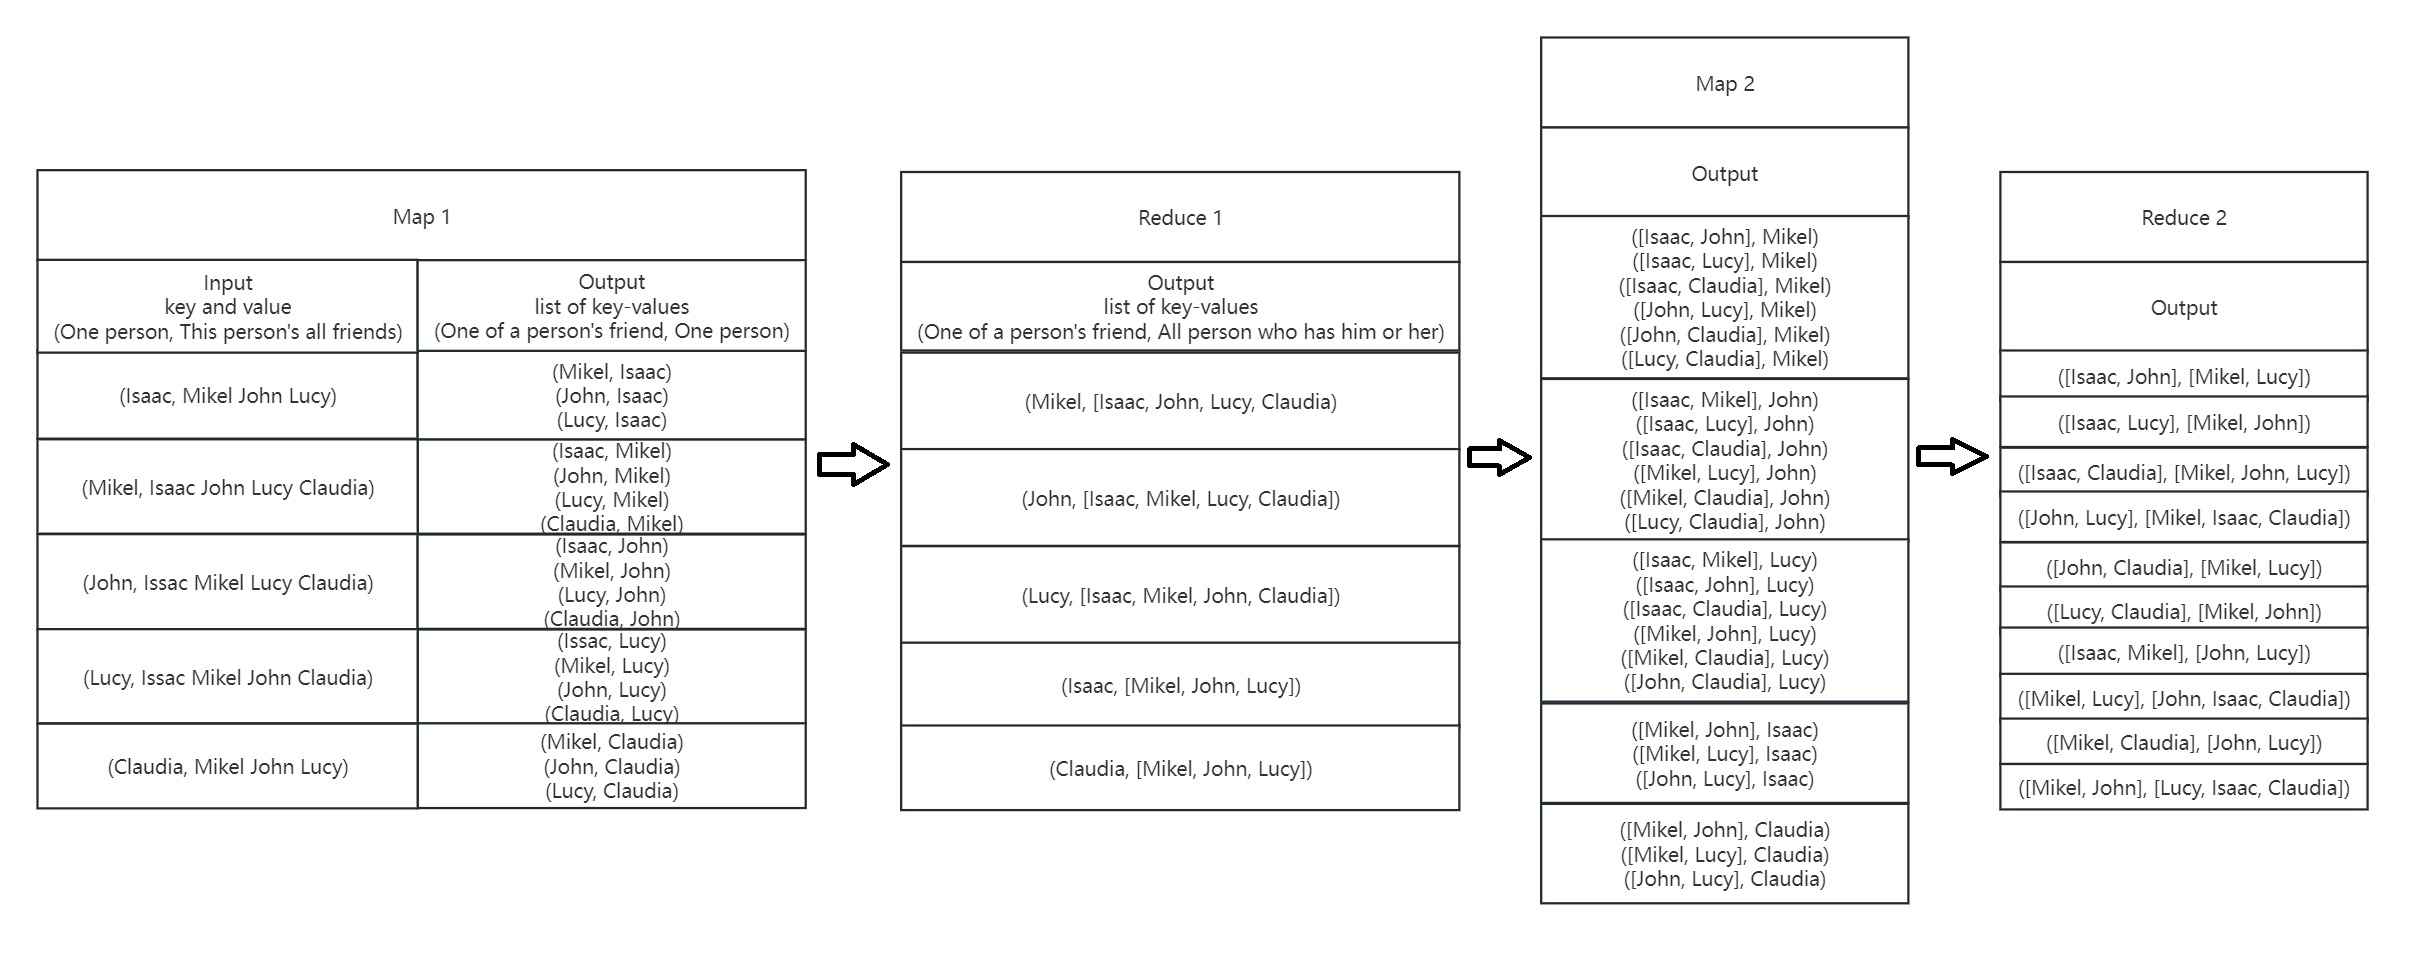 Map 1
Input
key and value
(One person, This person's all friends)
Output
list of key-values
(One of a person's friend, One person)
(Isaac, Mikel John Lucy)
(Mikel, Isaac)
(John, Isaac)
(Lucy, Isaac)
(Mikel, Isaac John Lucy Claudia)
(Isaac, Mikel)
(John, Mikel)
(Lucy, Mikel)
(Claudia, Mikel)
(John, Issac Mikel Lucy Claudia)
(Isaac, John)
(Mikel, John)
(Lucy, John)
(Claudia, John)
(Lucy, Issac Mikel John Claudia)
(Issac, Lucy)
(Mikel, Lucy)
(John, Lucy)
(Claudia, Lucy)
(Claudia, Mikel John Lucy)
(Mikel, Claudia)
(John, Claudia)
(Lucy, Claudia)
Reduce 1
Output
list of key-values
(One of a person's friend, All person who has him or her)
(Mikel, [Isaac, John, Lucy, Claudia)
(John, [Isaac, Mikel, Lucy, Claudia])
(Lucy, [Isaac, Mikel, John, Claudia])
(Isaac, [Mikel, John, Lucy])
(Claudia, [Mikel, John, Lucy])
Map 2
Output
([Isaac, John], Mikel)
([Isaac, Lucy], Mikel)
([Isaac, Claudia], Mikel)
([John, Lucy], Mikel)
([John, Claudia], Mikel)
([Lucy, Claudia], Mikel)
([Isaac, Mikel], John)
([Isaac, Lucy], John)
([Isaac, Claudia], John)
([Mikel, Lucy], John)
([Mikel, Claudia], John)
([Lucy, Claudia], John)
([Isaac, Mikel], Lucy)
([Isaac, John], Lucy)
([Isaac, Claudia], Lucy)
([Mikel, John], Lucy)
([Mikel, Claudia], Lucy)
([John, Claudia], Lucy)
([Mikel, John], Isaac)
([Mikel, Lucy], Isaac)
([John, Lucy], Isaac)
([Mikel, John], Claudia)
([Mikel, Lucy], Claudia)
([John, Lucy], Claudia)
Reduce 2
Output
([Isaac, John], [Mikel, Lucy])
([Isaac, Lucy], [Mikel, John])
([Isaac, Claudia], [Mikel, John, Lucy])
([John, Lucy], [Mikel, Isaac, Claudia])
([John, Claudia], [Mikel, Lucy])
([Lucy, Claudia], [Mikel, John])
([Isaac, Mikel], [John, Lucy])
([Mikel, Lucy], [John, Isaac, Claudia])
([Mikel, Claudia], [John, Lucy])
([Mikel, John], [Lucy, Isaac, Claudia])